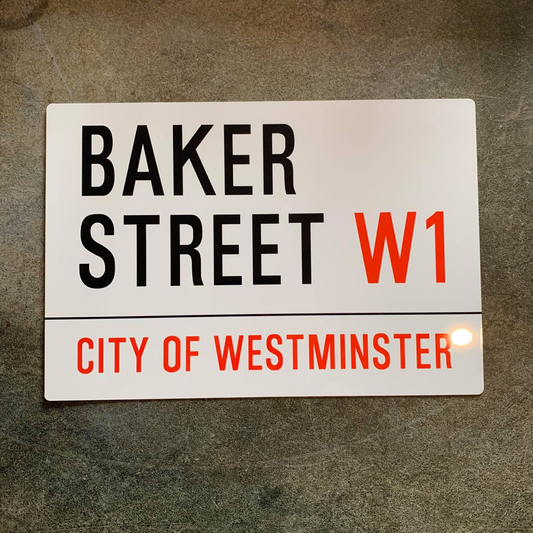 BAKER
STREET W1
CITY OF WESTMINSTER